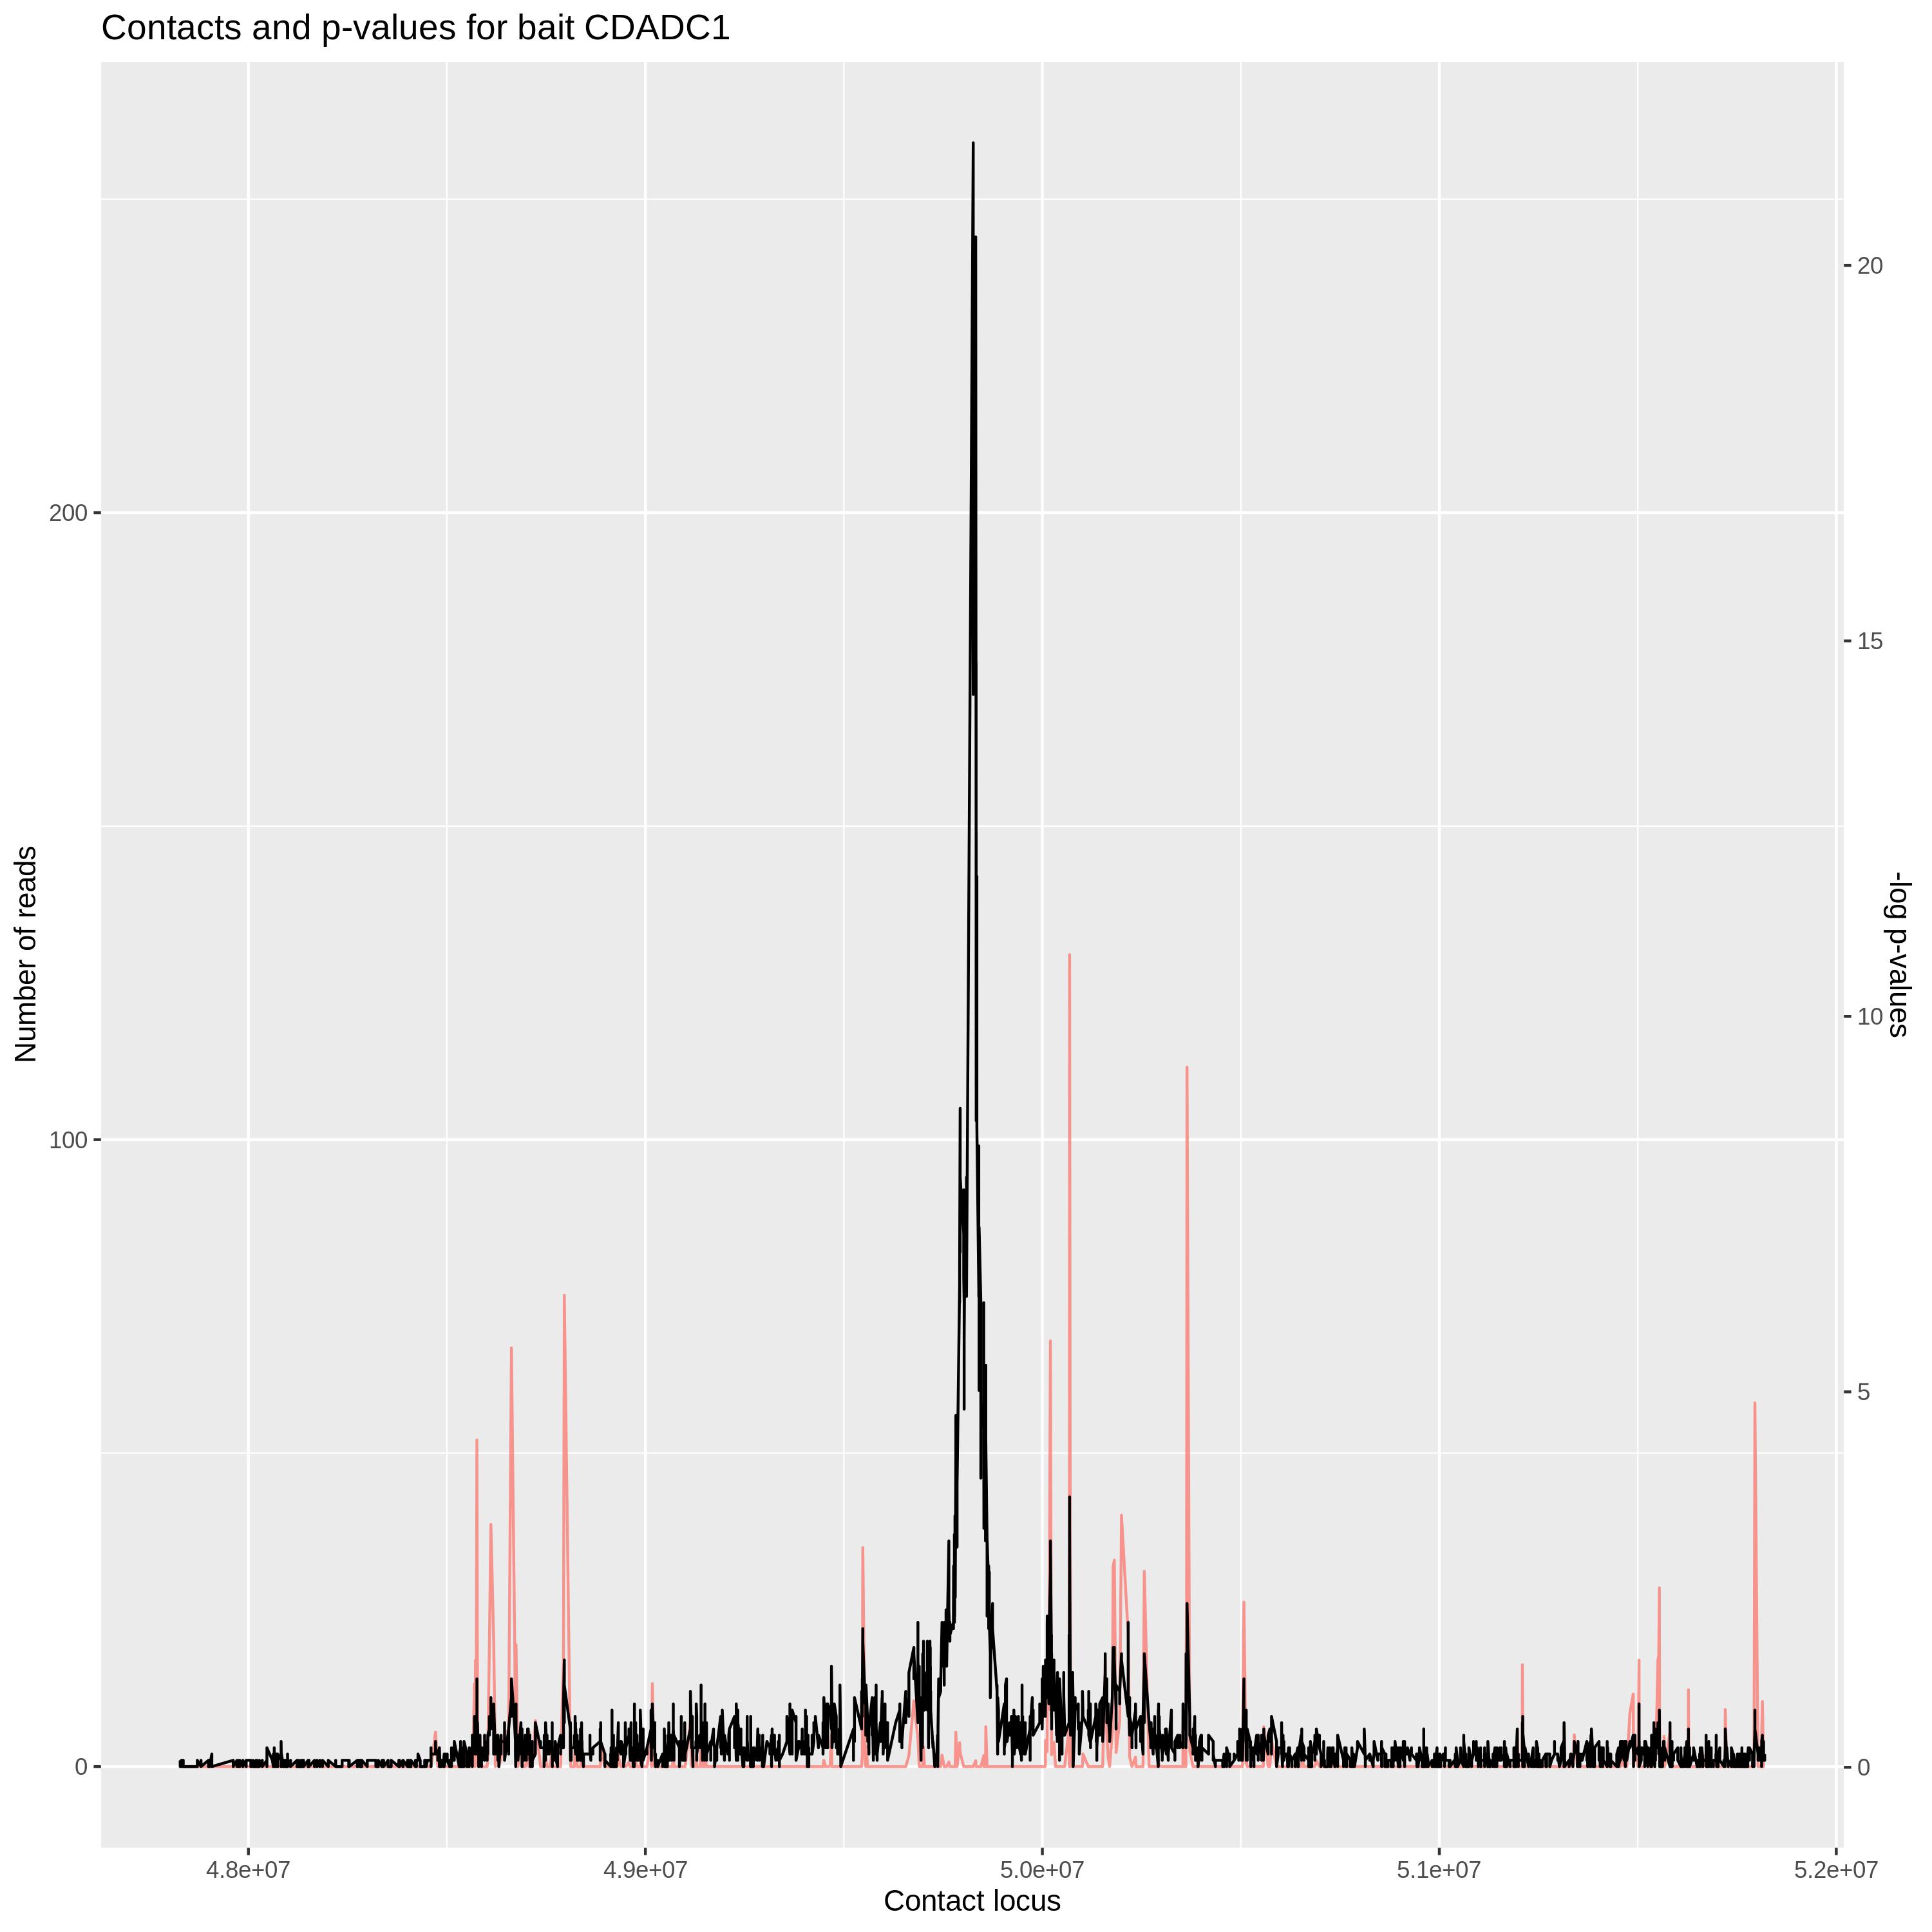 Contacts and p-values for bait CDADC1
Number of reads
200
100
0
20
15
10
5
0
-log p-values
4.8e+07
4.9e+07
5.0e+07
5.1e+07
5.2e+07
Contact locus